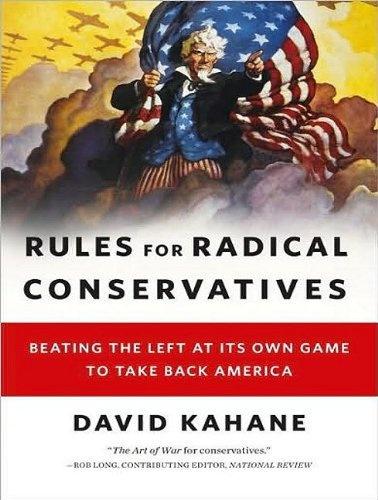 RULES FOR RADICAL
CONSERVATIVES
BEATING THE LEFT AT ITS OWN GAME
TO TAKE BACK AMERICA
DAVID KAHANE
"The Art of War for conservatives."
—ROB LONG, CONTRIBUTING EDITOR, NATIONAL REVIEW